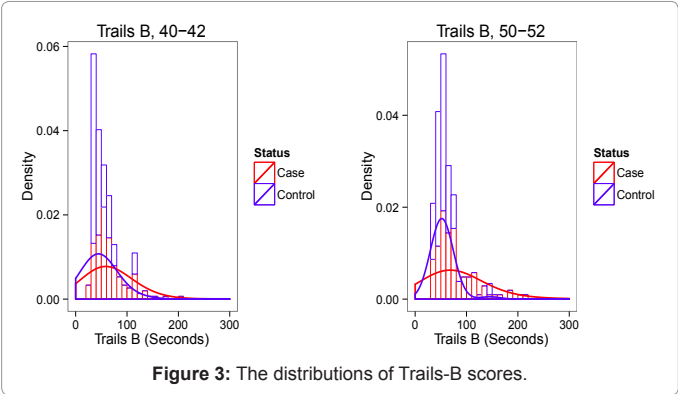 Trails B, 40−42
0.06
0.04
0.02
0.00
Density
0
100
200
300
Trails B (Seconds)
Status
Case
Control
Trails B, 50−52
0.04
0.02
0.00
Density
0
100
200
300
Trails B (Seconds)
Status
Case
Control
Figure 3: The distributions of Trails-B scores.